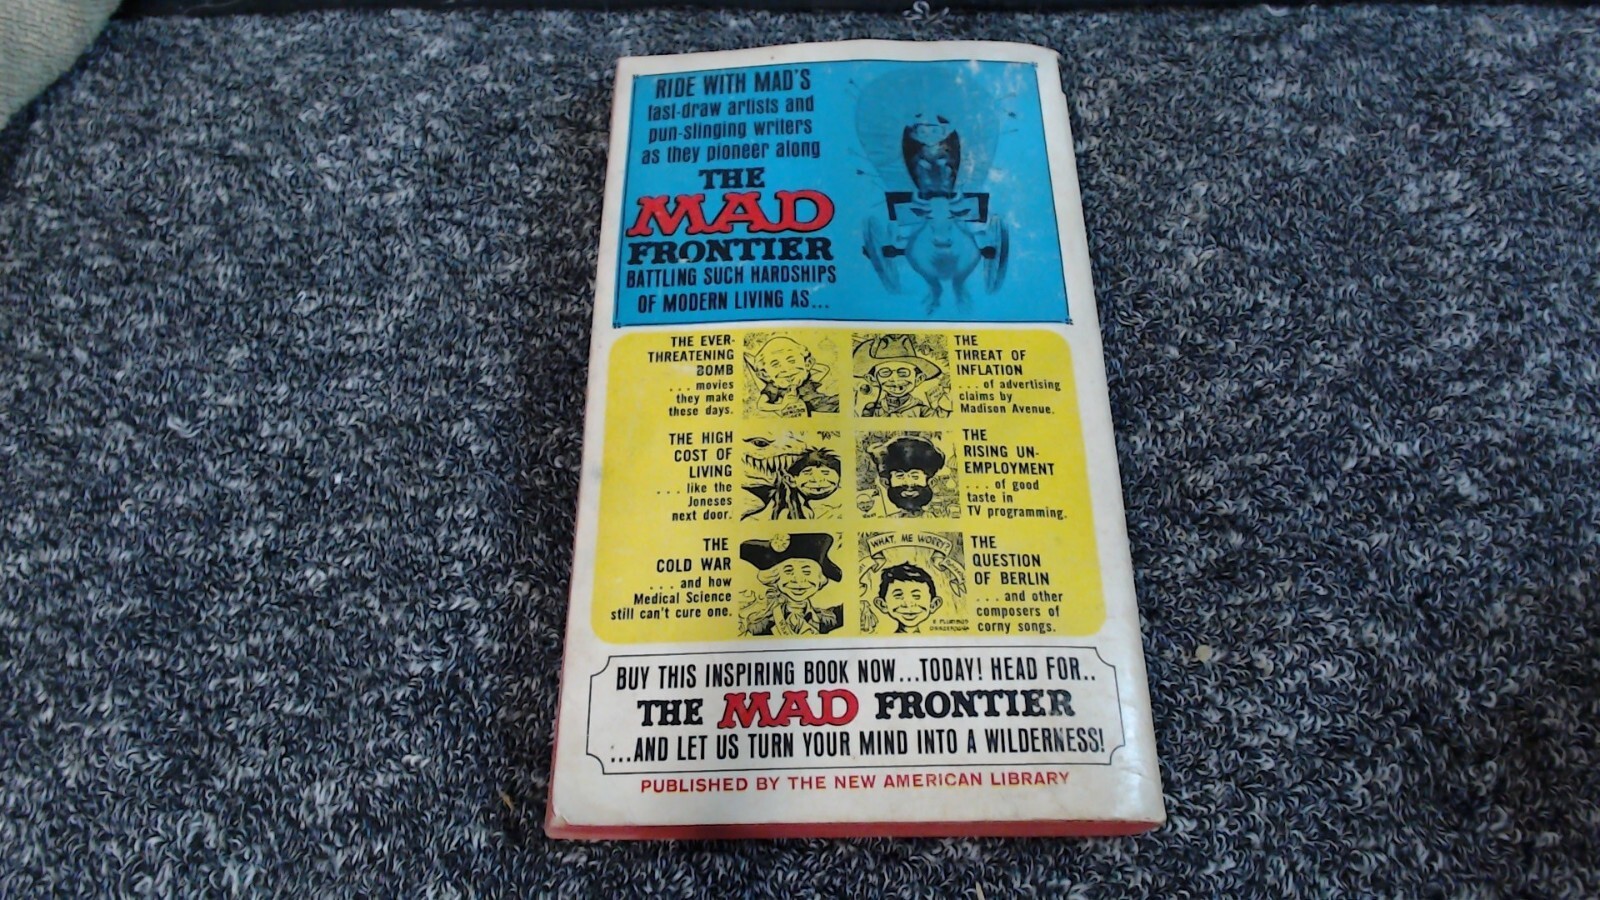 RIDE WITH MAD'S
fast-draw artists and
pun-slinging writers
as they pioneer along
THE
MAD
FRONTIER
BATTLING SUCH HARDSHIPS
OF MODERN LIVING AS...
THE EVER-
THREATENING
BOMB
... movies
they make
these days.
THE
THREAT OF
INFLATION
... of advertising
claims by
Madison Avenue.
THE HIGH
COST OF
LIVING
... like the
Joneses
next door.
THE
RISING UN-
EMPLOYMENT
... of good
taste in
TV programming.
THE
COLD WAR
... and how
Medical Science
still can't cure one.
WHAT, ME WORRY?
THE
QUESTION
OF BERLIN
... and other
composers of
corny songs.
BUY THIS INSPIRING BOOK NOW...TODAY! HEAD FOR..
THE MAD FRONTIER
...AND LET US TURN YOUR MIND INTO A WILDERNESS!
PUBLISHED BY THE NEW AMERICAN LIBRARY